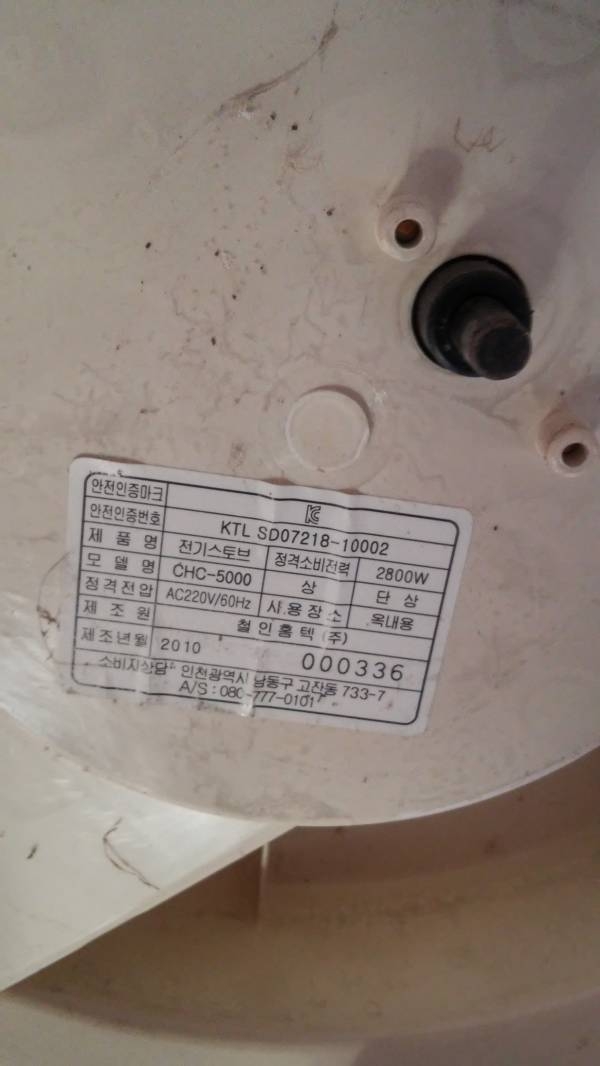 안전인증마크
안전인증번호 KTL SD07218-10002
제품명 전기스토브 정격소비전력 2800W
모델명 CHC-5000 상 단상
정격전압 AC220V/60Hz 사용장소 옥내용
제조원 철인홈텍 (주)
제조년월 2010 000336
소비자상담 인천광역시 남동구 고잔동 733-7
A/S : 080-777-0101